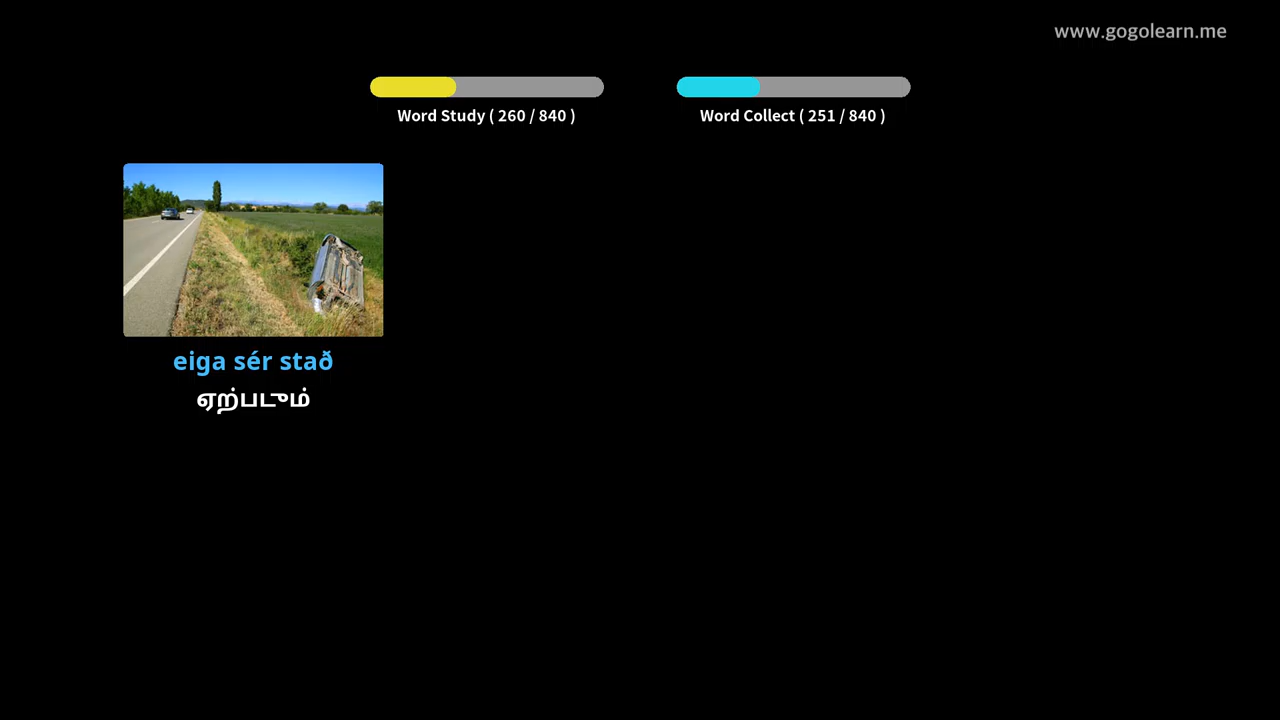 www.gogolearn.me
Word Study ( 260 / 840 )
Word Collect ( 251 / 840 )
eiga sér stað
ஏற்படும்